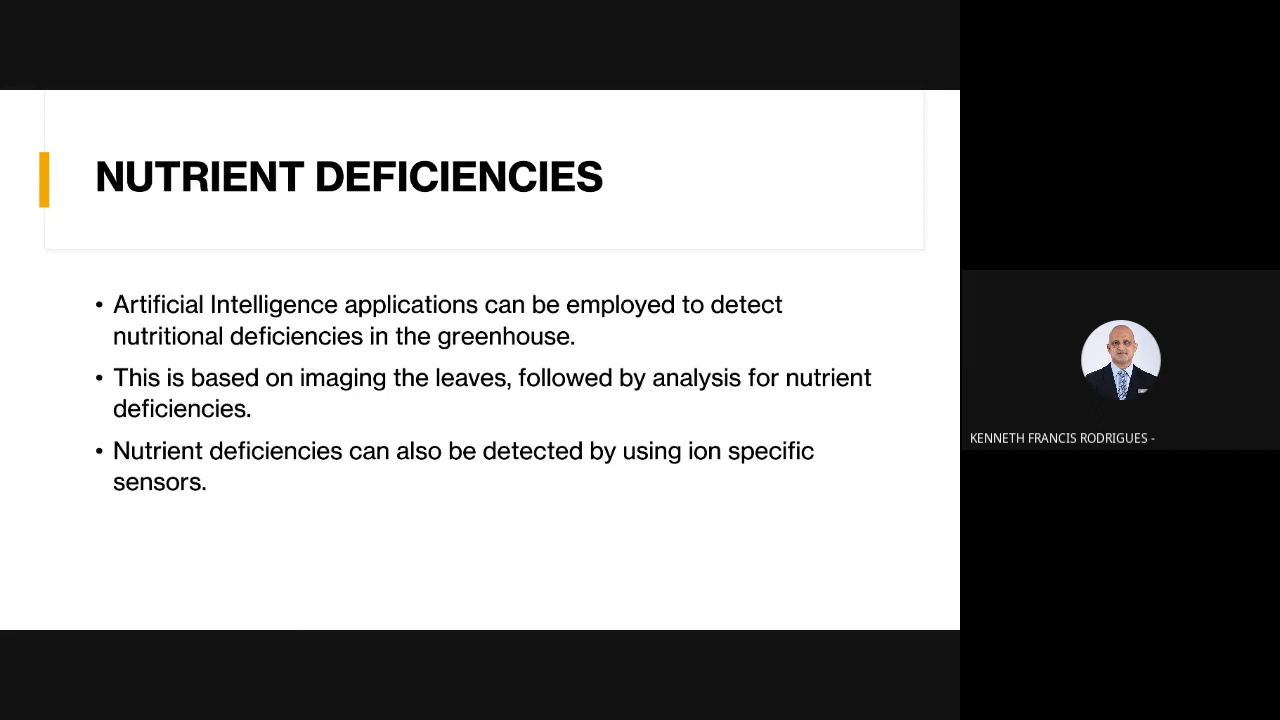 NUTRIENT DEFICIENCIES
• Artificial Intelligence applications can be employed to detect
nutritional deficiencies in the greenhouse.
• This is based on imaging the leaves, followed by analysis for nutrient
deficiencies.
• Nutrient deficiencies can also be detected by using ion specific
sensors.
KENNETH FRANCIS RODRIGUES -